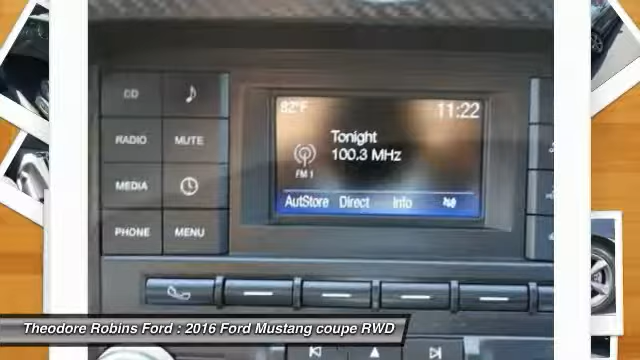 CD
82°F
11:22
Tonight
RADIO
MUTE
100.3 MHz
FM 1
MEDIA
AutStore Direct Info
PHONE
MENU
Theodore Robins Ford : 2016 Ford Mustang coupe RWD